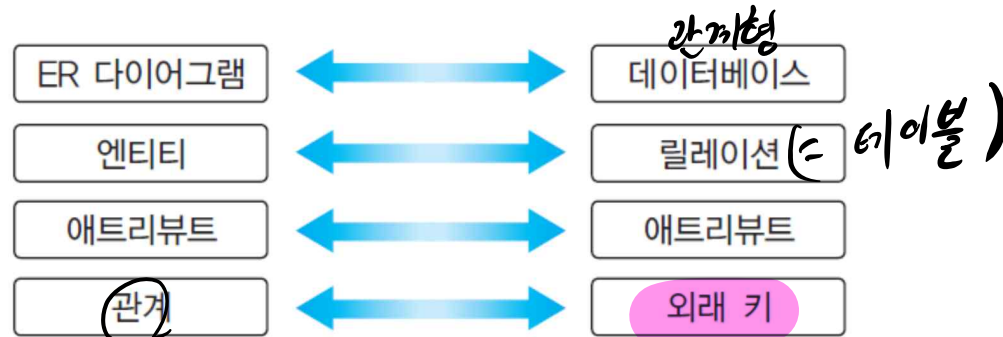 관계형
ER 다이어그램 데이터베이스
엔티티 릴레이션 (= 테이블)
애트리뷰트 애트리뷰트
관계 외래 키